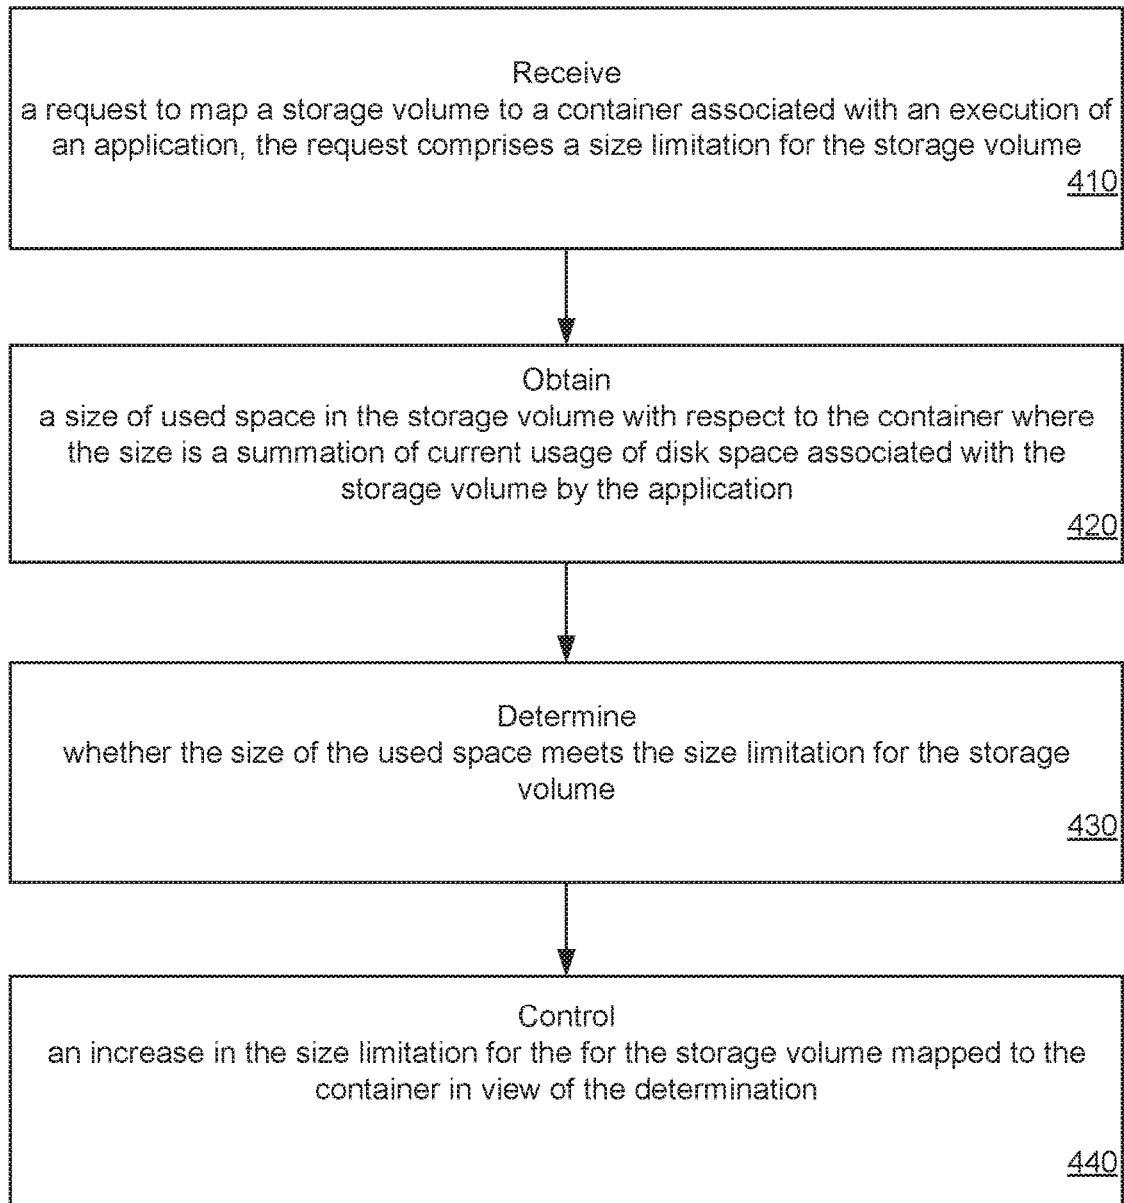 Receive
a request to map a storage volume to a container associated with an execution of
an application, the request comprises a size limitation for the storage volume
410
Obtain
a size of used space in the storage volume with respect to the container where
the size is a summation of current usage of disk space associated with the
storage volume by the application
420
Determine
whether the size of the used space meets the size limitation for the storage
volume
430
Control
an increase in the size limitation for the for the storage volume mapped to the
container in view of the determination
440